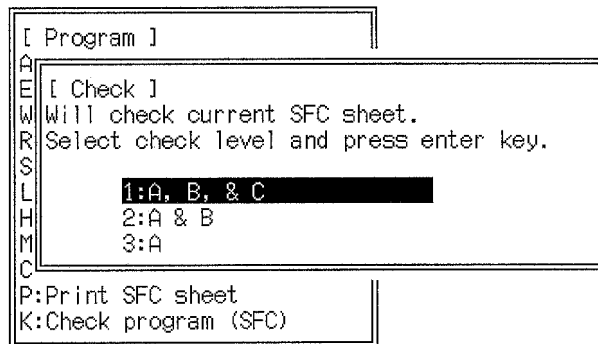 [ Program ]
A
E
[ Check ]
W
Will check current SFC sheet.
R
Select check level and press enter key.
S
L
1:A, B, & C
H
2:A & B
M
3:A
C
P:Print SFC sheet
K:Check program (SFC)